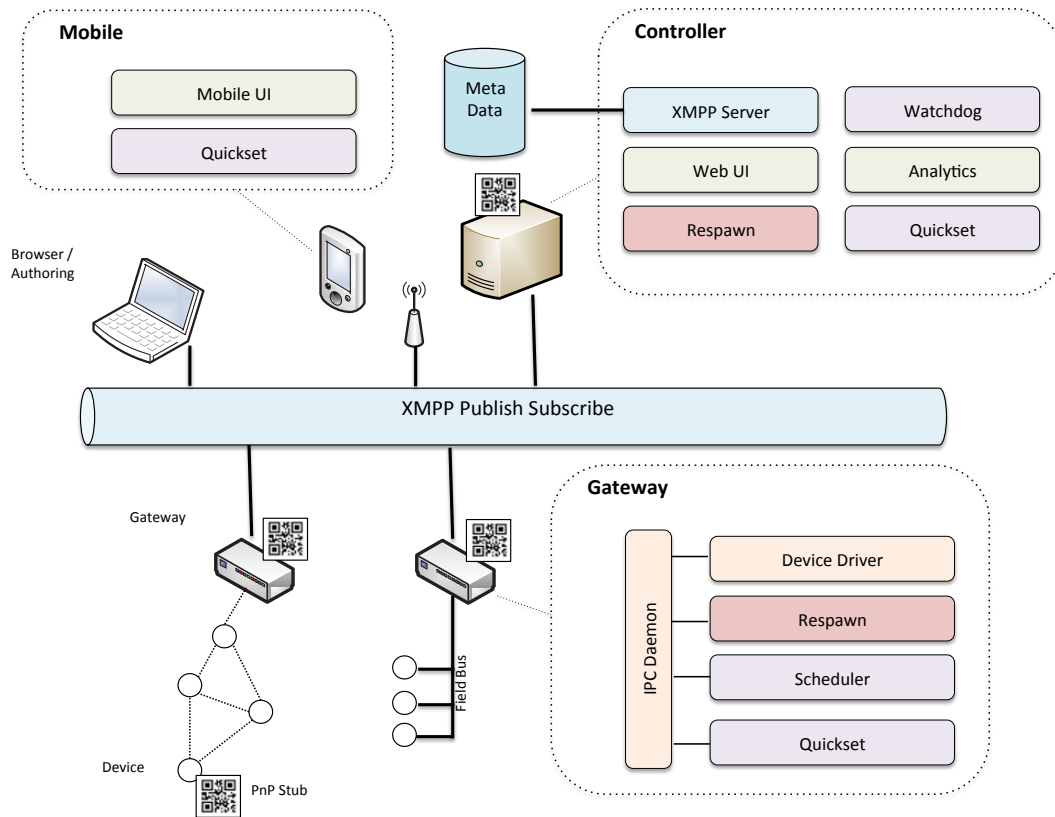 Mobile
Mobile UI
Quickset
Meta
Data
Controller
XMPP Server
Watchdog
Web UI
Analytics
Respawn
Quickset
Browser /
Authoring
XMPP Publish Subscribe
Gateway
Field Bus
Device
PnP Stub
Gateway
IPC Daemon
Device Driver
Respawn
Scheduler
Quickset